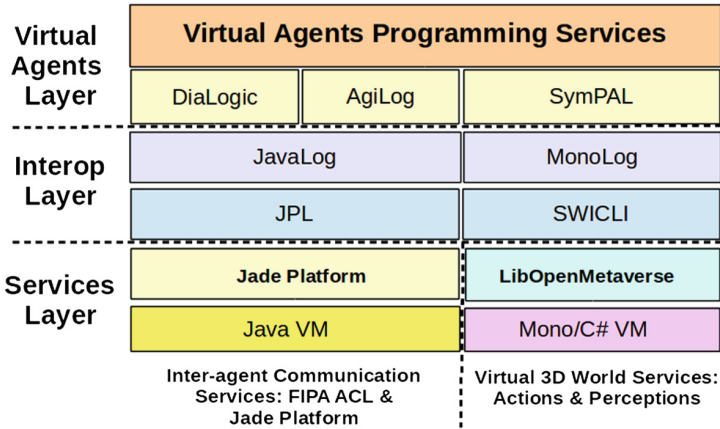 Virtual
Agents
Layer
Virtual Agents Programming Services
DiaLogic
AgiLog
SymPAL
Interop
Layer
JavaLog
MonoLog
JPL
SWICLI
Services
Layer
Jade Platform
LibOpenMetaverse
Java VM
Mono/C# VM
Inter-agent Communication
Services: FIPA ACL &
Jade Platform
Virtual 3D World Services:
Actions & Perceptions